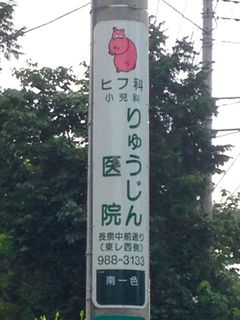 ヒフ科
小児科
りゅうじん
医院
長泉中前通り
(東レ西側)
988-3133
南一色